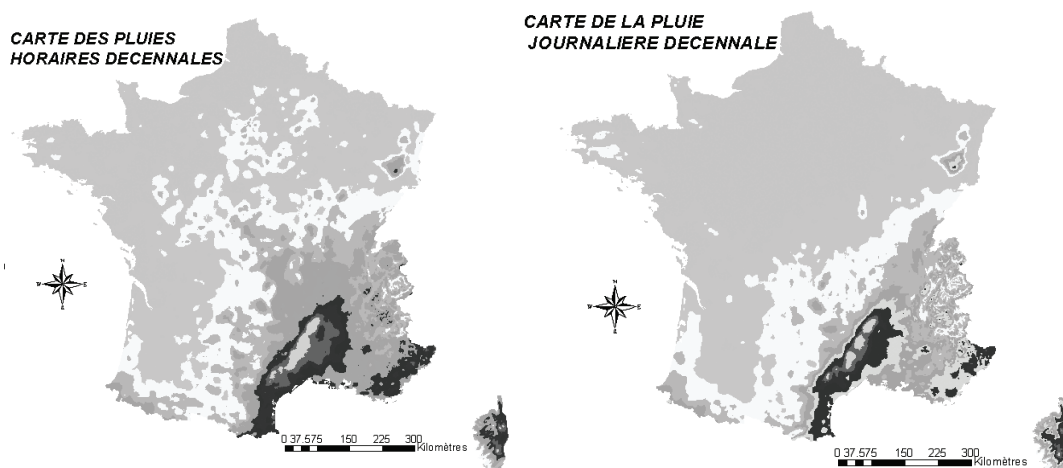 CARTE DES PLUIES
HORAIRES DECENNALES
N
W E
S
0 37.575 150 225 300
Kilomètres
CARTE DE LA PLUIE
JOURNALIERE DECENNALE
N
W E
S
0 37.575 150 225 300
Kilomètres